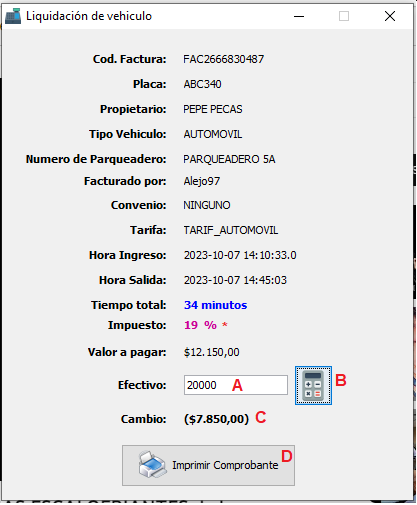 Liquidación de vehiculo
Cod. Factura: FAC2666830487
Placa: ABC340
Propietario: PEPE PECAS
Tipo Vehiculo: AUTOMOVIL
Numero de Parqueadero: PARQUEADERO 5A
Facturado por: Alejo97
Convenio: NINGUNO
Tarifa: TARIF_AUTOMOVIL
Hora Ingreso: 2023-10-07 14:10:33.0
Hora Salida: 2023-10-07 14:45:03
Tiempo total: 34 minutos
Impuesto: 19 % *
Valor a pagar: $12.150,00
Efectivo: 20000 A B
Cambio: ($7.850,00) C
Imprimir Comprobante D